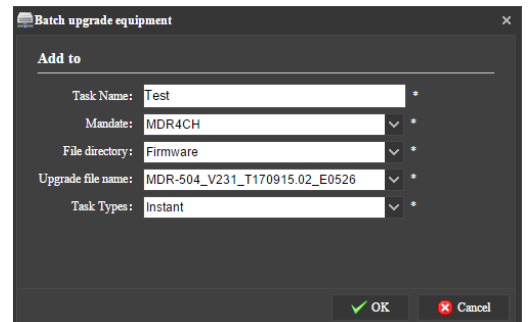 Batch upgrade equipment
Add to
Task Name: Test *
Mandate: MDR4CH *
File directory: Firmware *
Upgrade file name: MDR-504_V231_T170915.02_E0526 *
Task Types: Instant *
OK Cancel